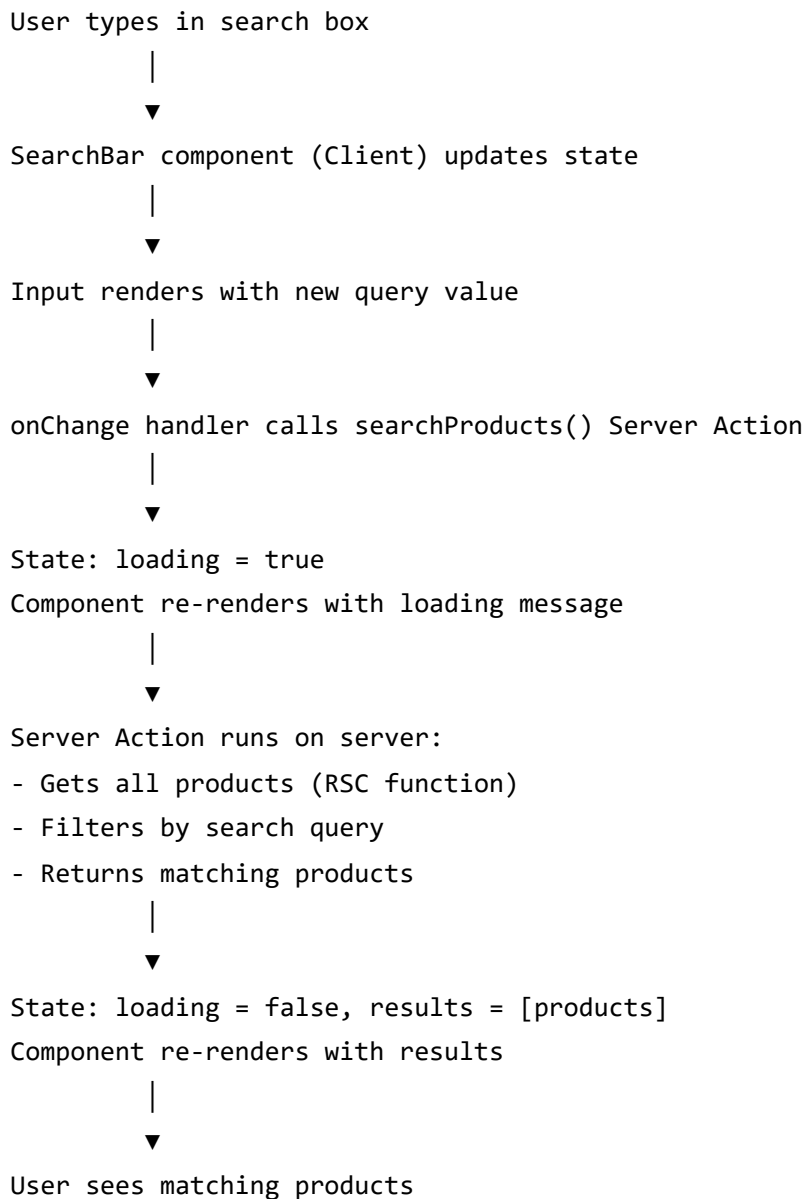 User types in search box
SearchBar component (Client) updates state
Input renders with new query value
onChange handler calls searchProducts() Server Action
State: loading = true
Component re-renders with loading message
Server Action runs on server:
- Gets all products (RSC function)
- Filters by search query
- Returns matching products
State: loading = false, results = [products]
Component re-renders with results
User sees matching products